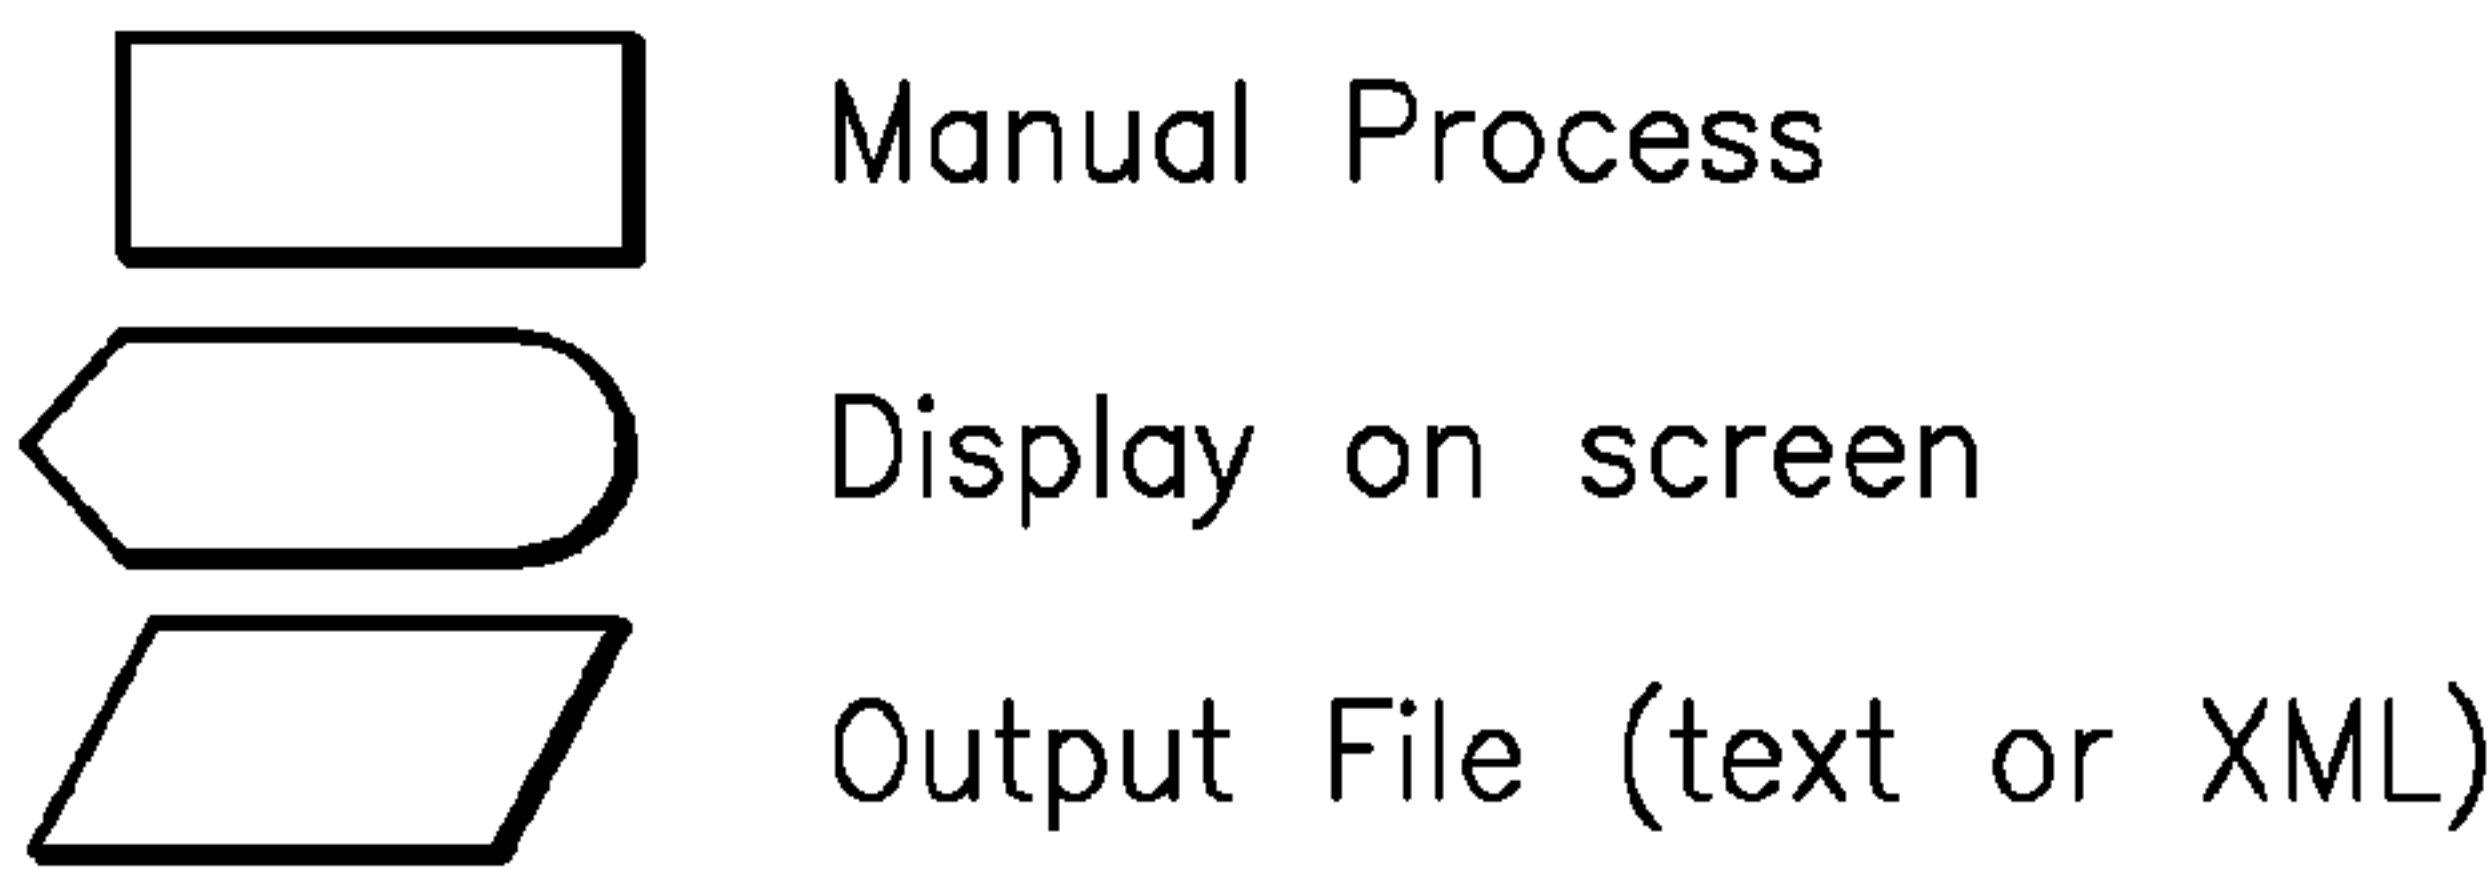 Manual Process
Display on screen
Output File (text or XML)